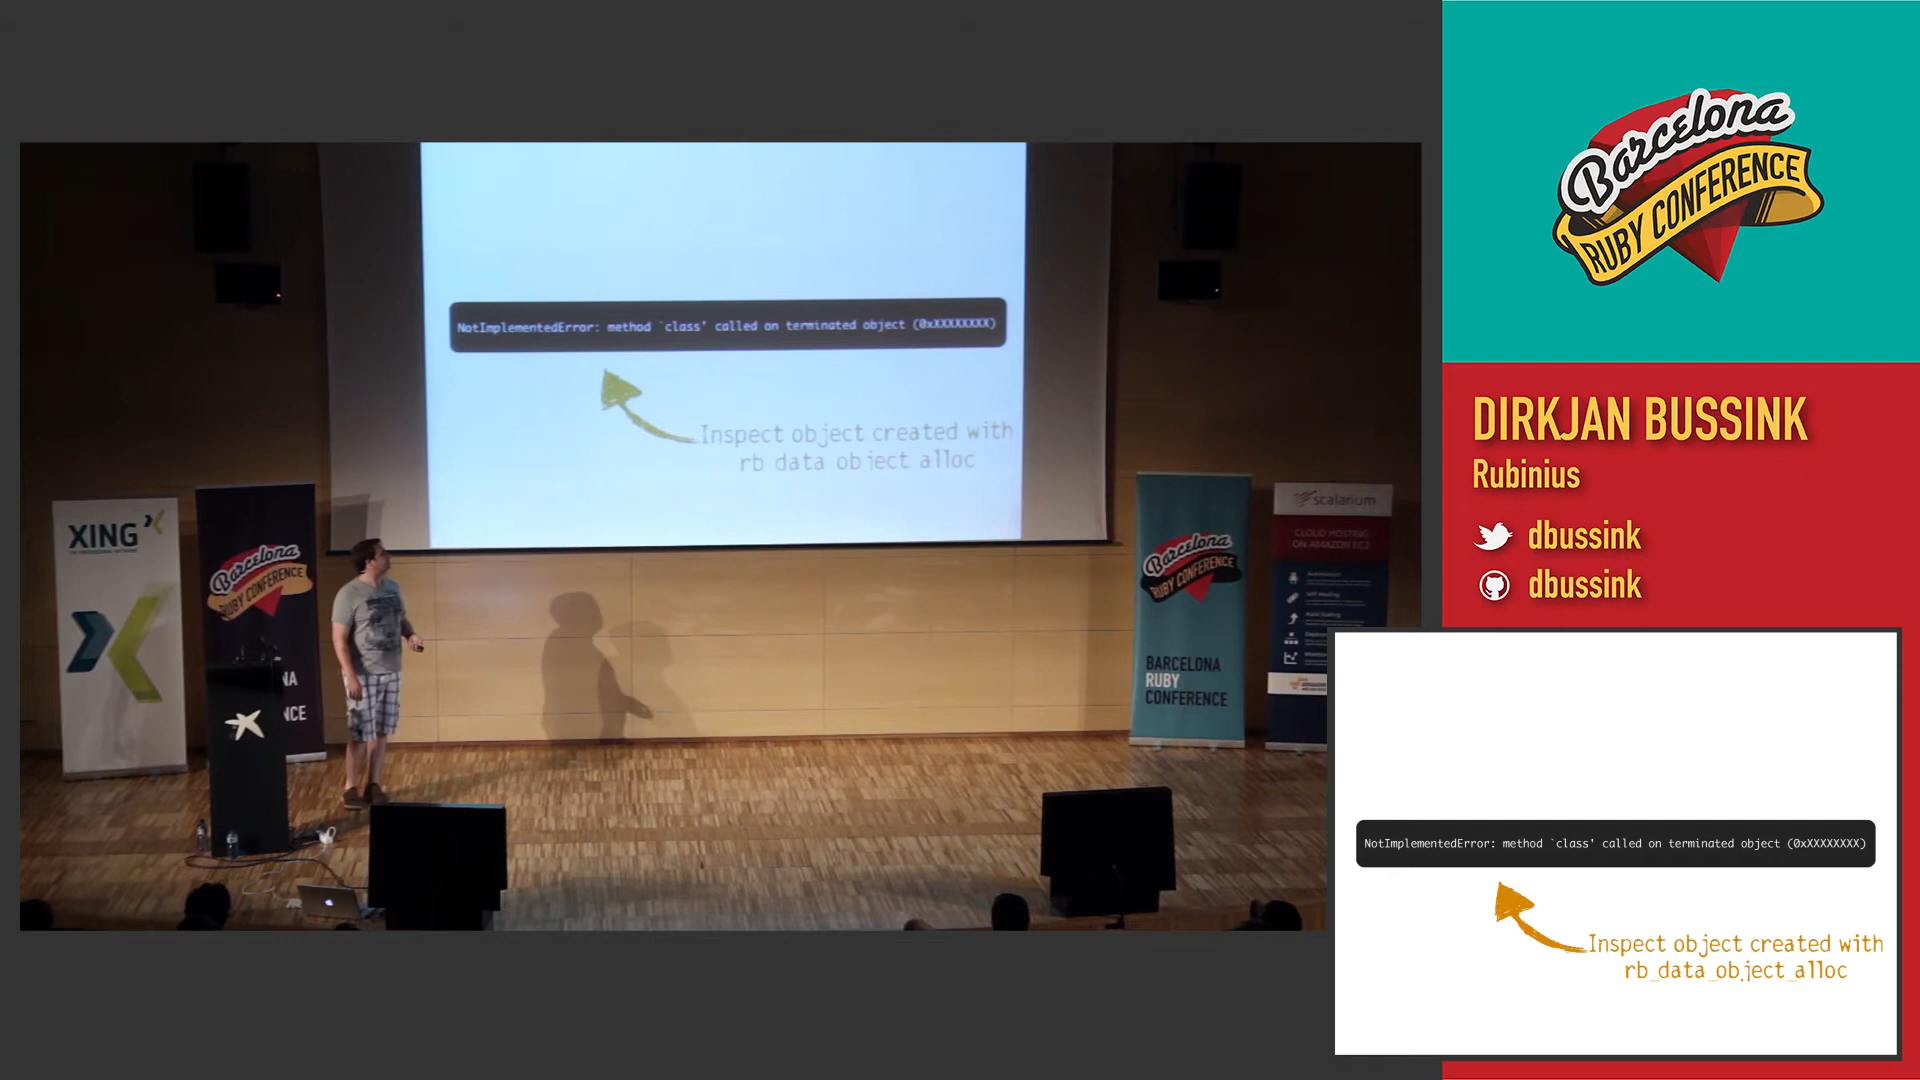 NotImplementedError: method `class' called on terminated object (0xXXXXXXXX)
Inspect object created with
rb_data_object_alloc
XING
Barcelona
RUBY CONFERENCE
NA
NCE
Barcelona
RUBY CONFERENCE
BARCELONA
RUBY
CONFERENCE
scalarium
CLOUD HOSTING
ON AMAZON EC2
Barcelona
RUBY CONFERENCE
DIRKJAN BUSSINK
Rubinius
dbussink
dbussink
NotImplementedError: method `class' called on terminated object (0xXXXXXXXX)
Inspect object created with
rb_data_object_alloc